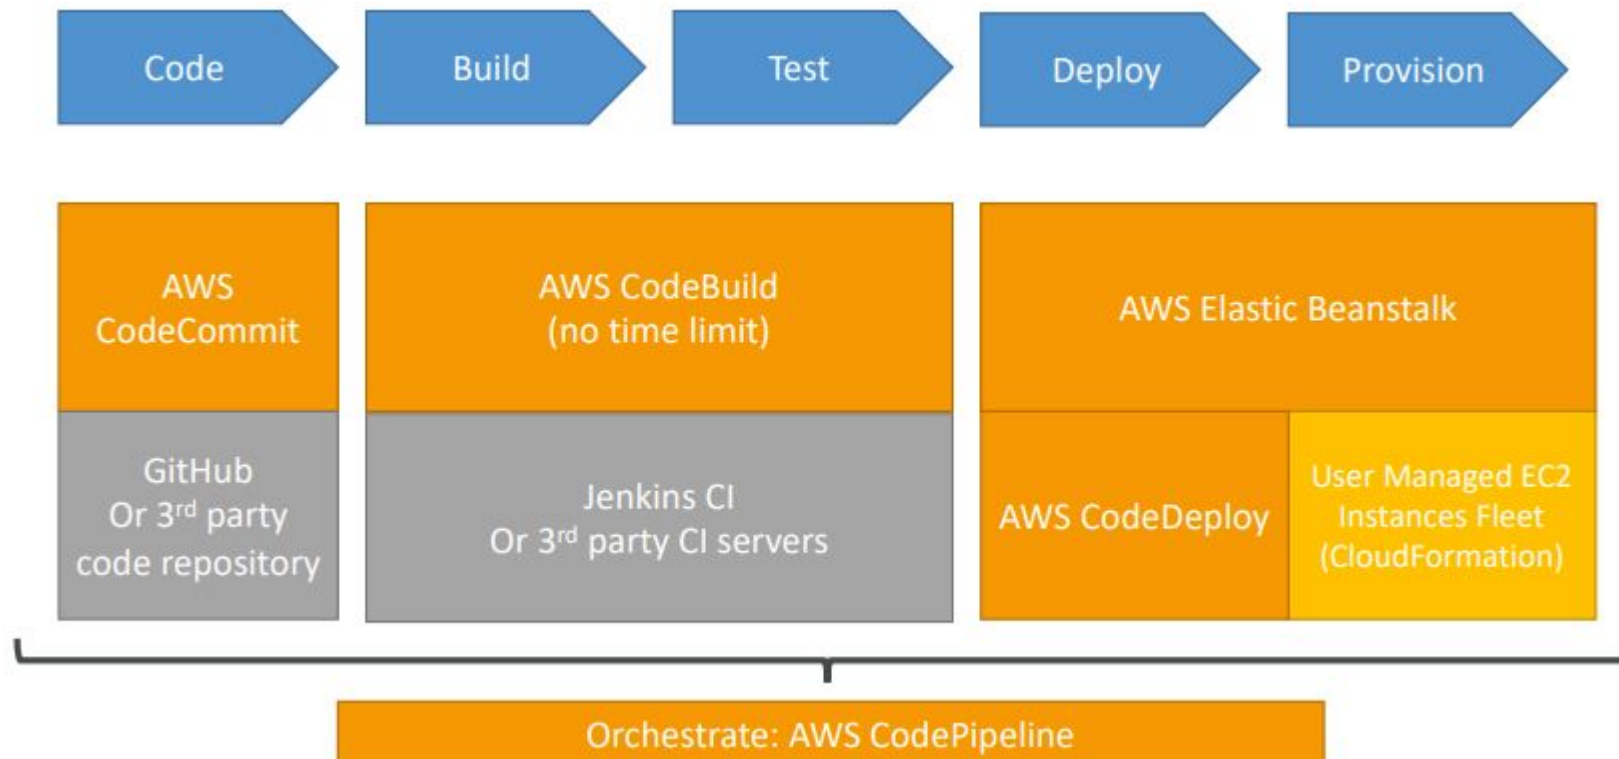 Code
Build
Test
Deploy
Provision
AWS
CodeCommit
AWS CodeBuild
(no time limit)
AWS Elastic Beanstalk
GitHub
Or 3rd party
code repository
Jenkins CI
Or 3rd party CI servers
AWS CodeDeploy
User Managed EC2
Instances Fleet
(CloudFormation)
Orchestrate: AWS CodePipeline